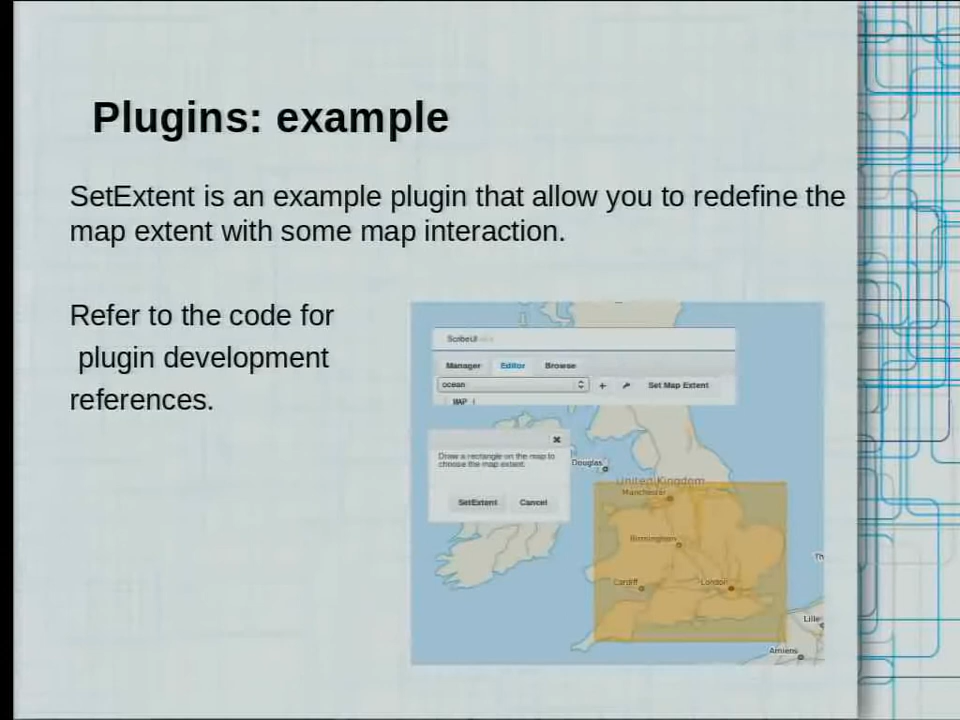 Plugins: example
SetExtent is an example plugin that allow you to redefine the
map extent with some map interaction.
Refer to the code for
plugin development
references.
ScribeUI
Manager Editor Browse
ocean
+
Set Map Extent
MAP
Draw a rectangle on the map to
choose the map extent.
SetExtent Cancel
Douglas
United Kingdom
Manchester
Birmingham
Cardiff
London
Th
Lille
Amiens